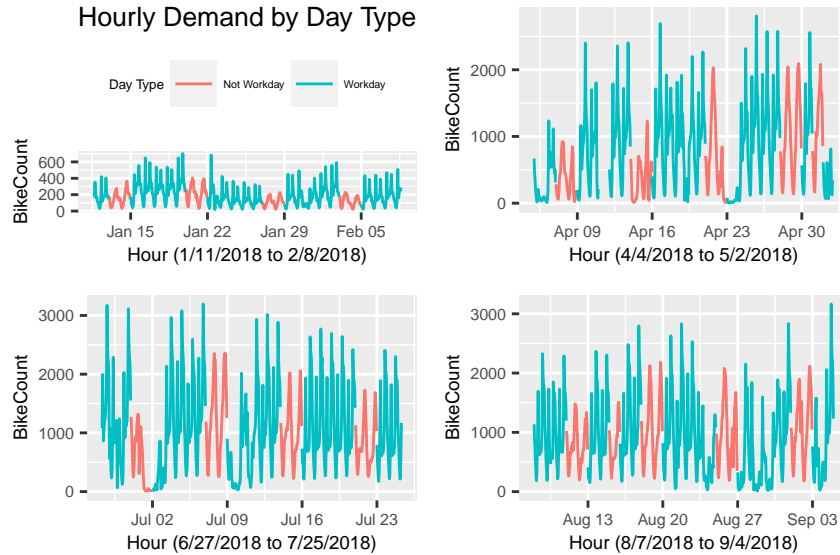 Hourly Demand by Day Type
Day Type Not Workday Workday
BikeCount
600
400
200
0
Jan 15 Jan 22 Jan 29 Feb 05
Hour (1/11/2018 to 2/8/2018)
BikeCount
2000
1000
0
Apr 09 Apr 16 Apr 23 Apr 30
Hour (4/4/2018 to 5/2/2018)
BikeCount
3000
2000
1000
0
Jul 02 Jul 09 Jul 16 Jul 23
Hour (6/27/2018 to 7/25/2018)
BikeCount
3000
2000
1000
0
Aug 13 Aug 20 Aug 27 Sep 03
Hour (8/7/2018 to 9/4/2018)